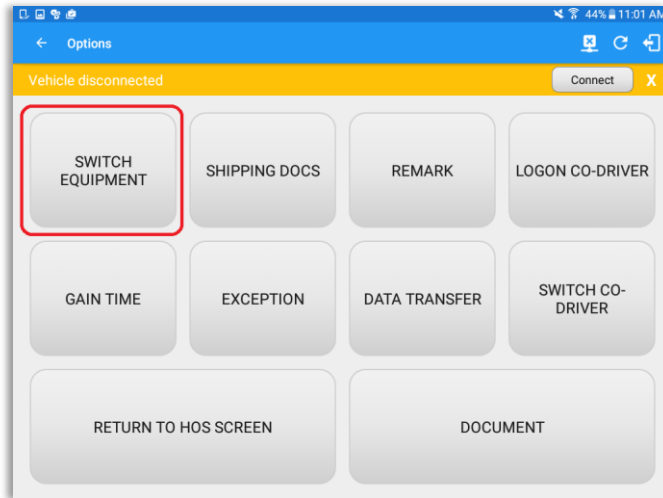 44% 11:01 AM
Options
Vehicle disconnected
Connect
X
SWITCH
EQUIPMENT
SHIPPING DOCS
REMARK
LOGON CO-DRIVER
GAIN TIME
EXCEPTION
DATA TRANSFER
SWITCH CO-
DRIVER
RETURN TO HOS SCREEN
DOCUMENT